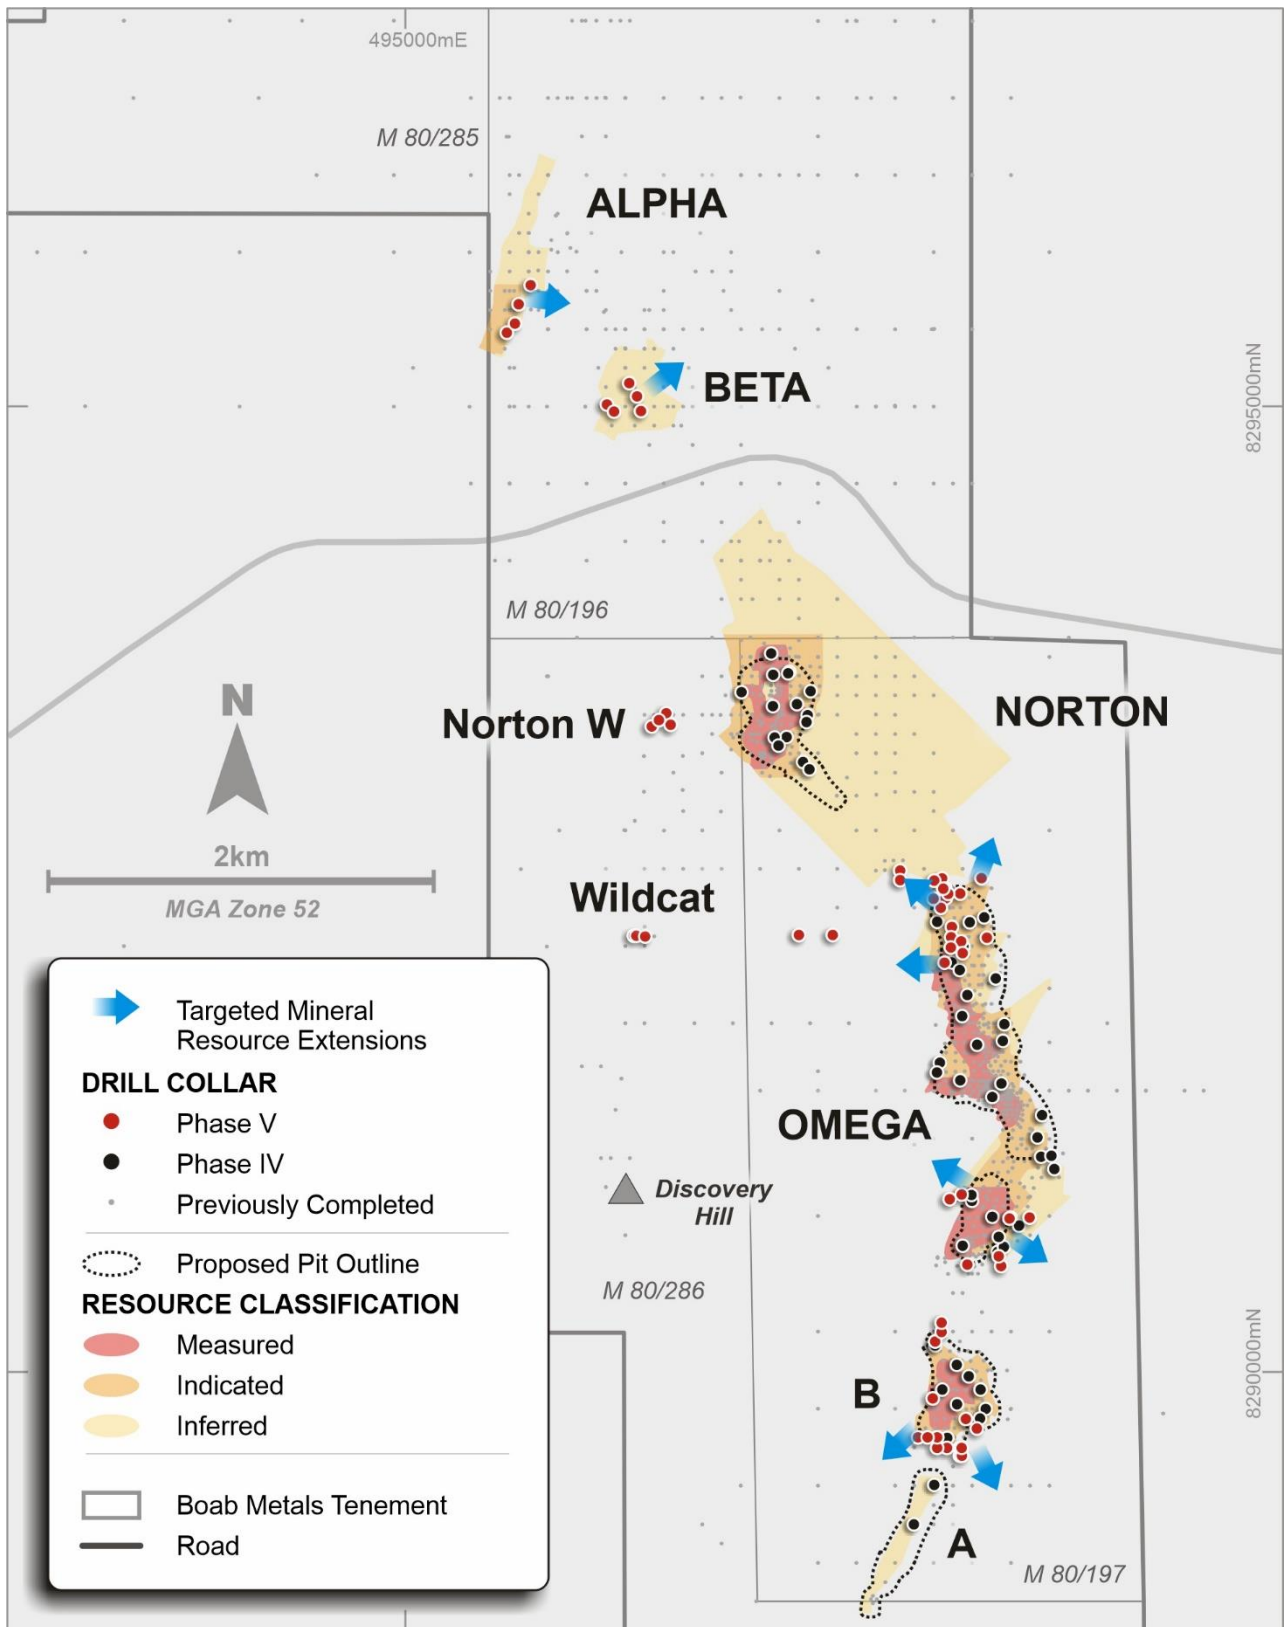 495000mE
M 80/285
ALPHA
BETA
8295000mN
M 80/196
N
Norton W
NORTON
2km
MGA Zone 52
Wildcat
Targeted Mineral
Resource Extensions
DRILL COLLAR
Phase V
Phase IV
Previously Completed
Proposed Pit Outline
RESOURCE CLASSIFICATION
Measured
Indicated
Inferred
Boab Metals Tenement
Road
OMEGA
Discovery
Hill
M 80/286
8290000mN
B
A
M 80/197